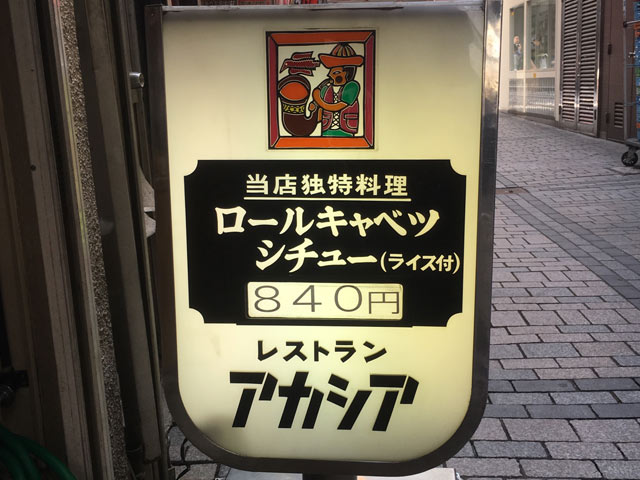 当店独特料理
ロールキャベツ
シチュー(ライス付)
840円
レストラン
アカシア